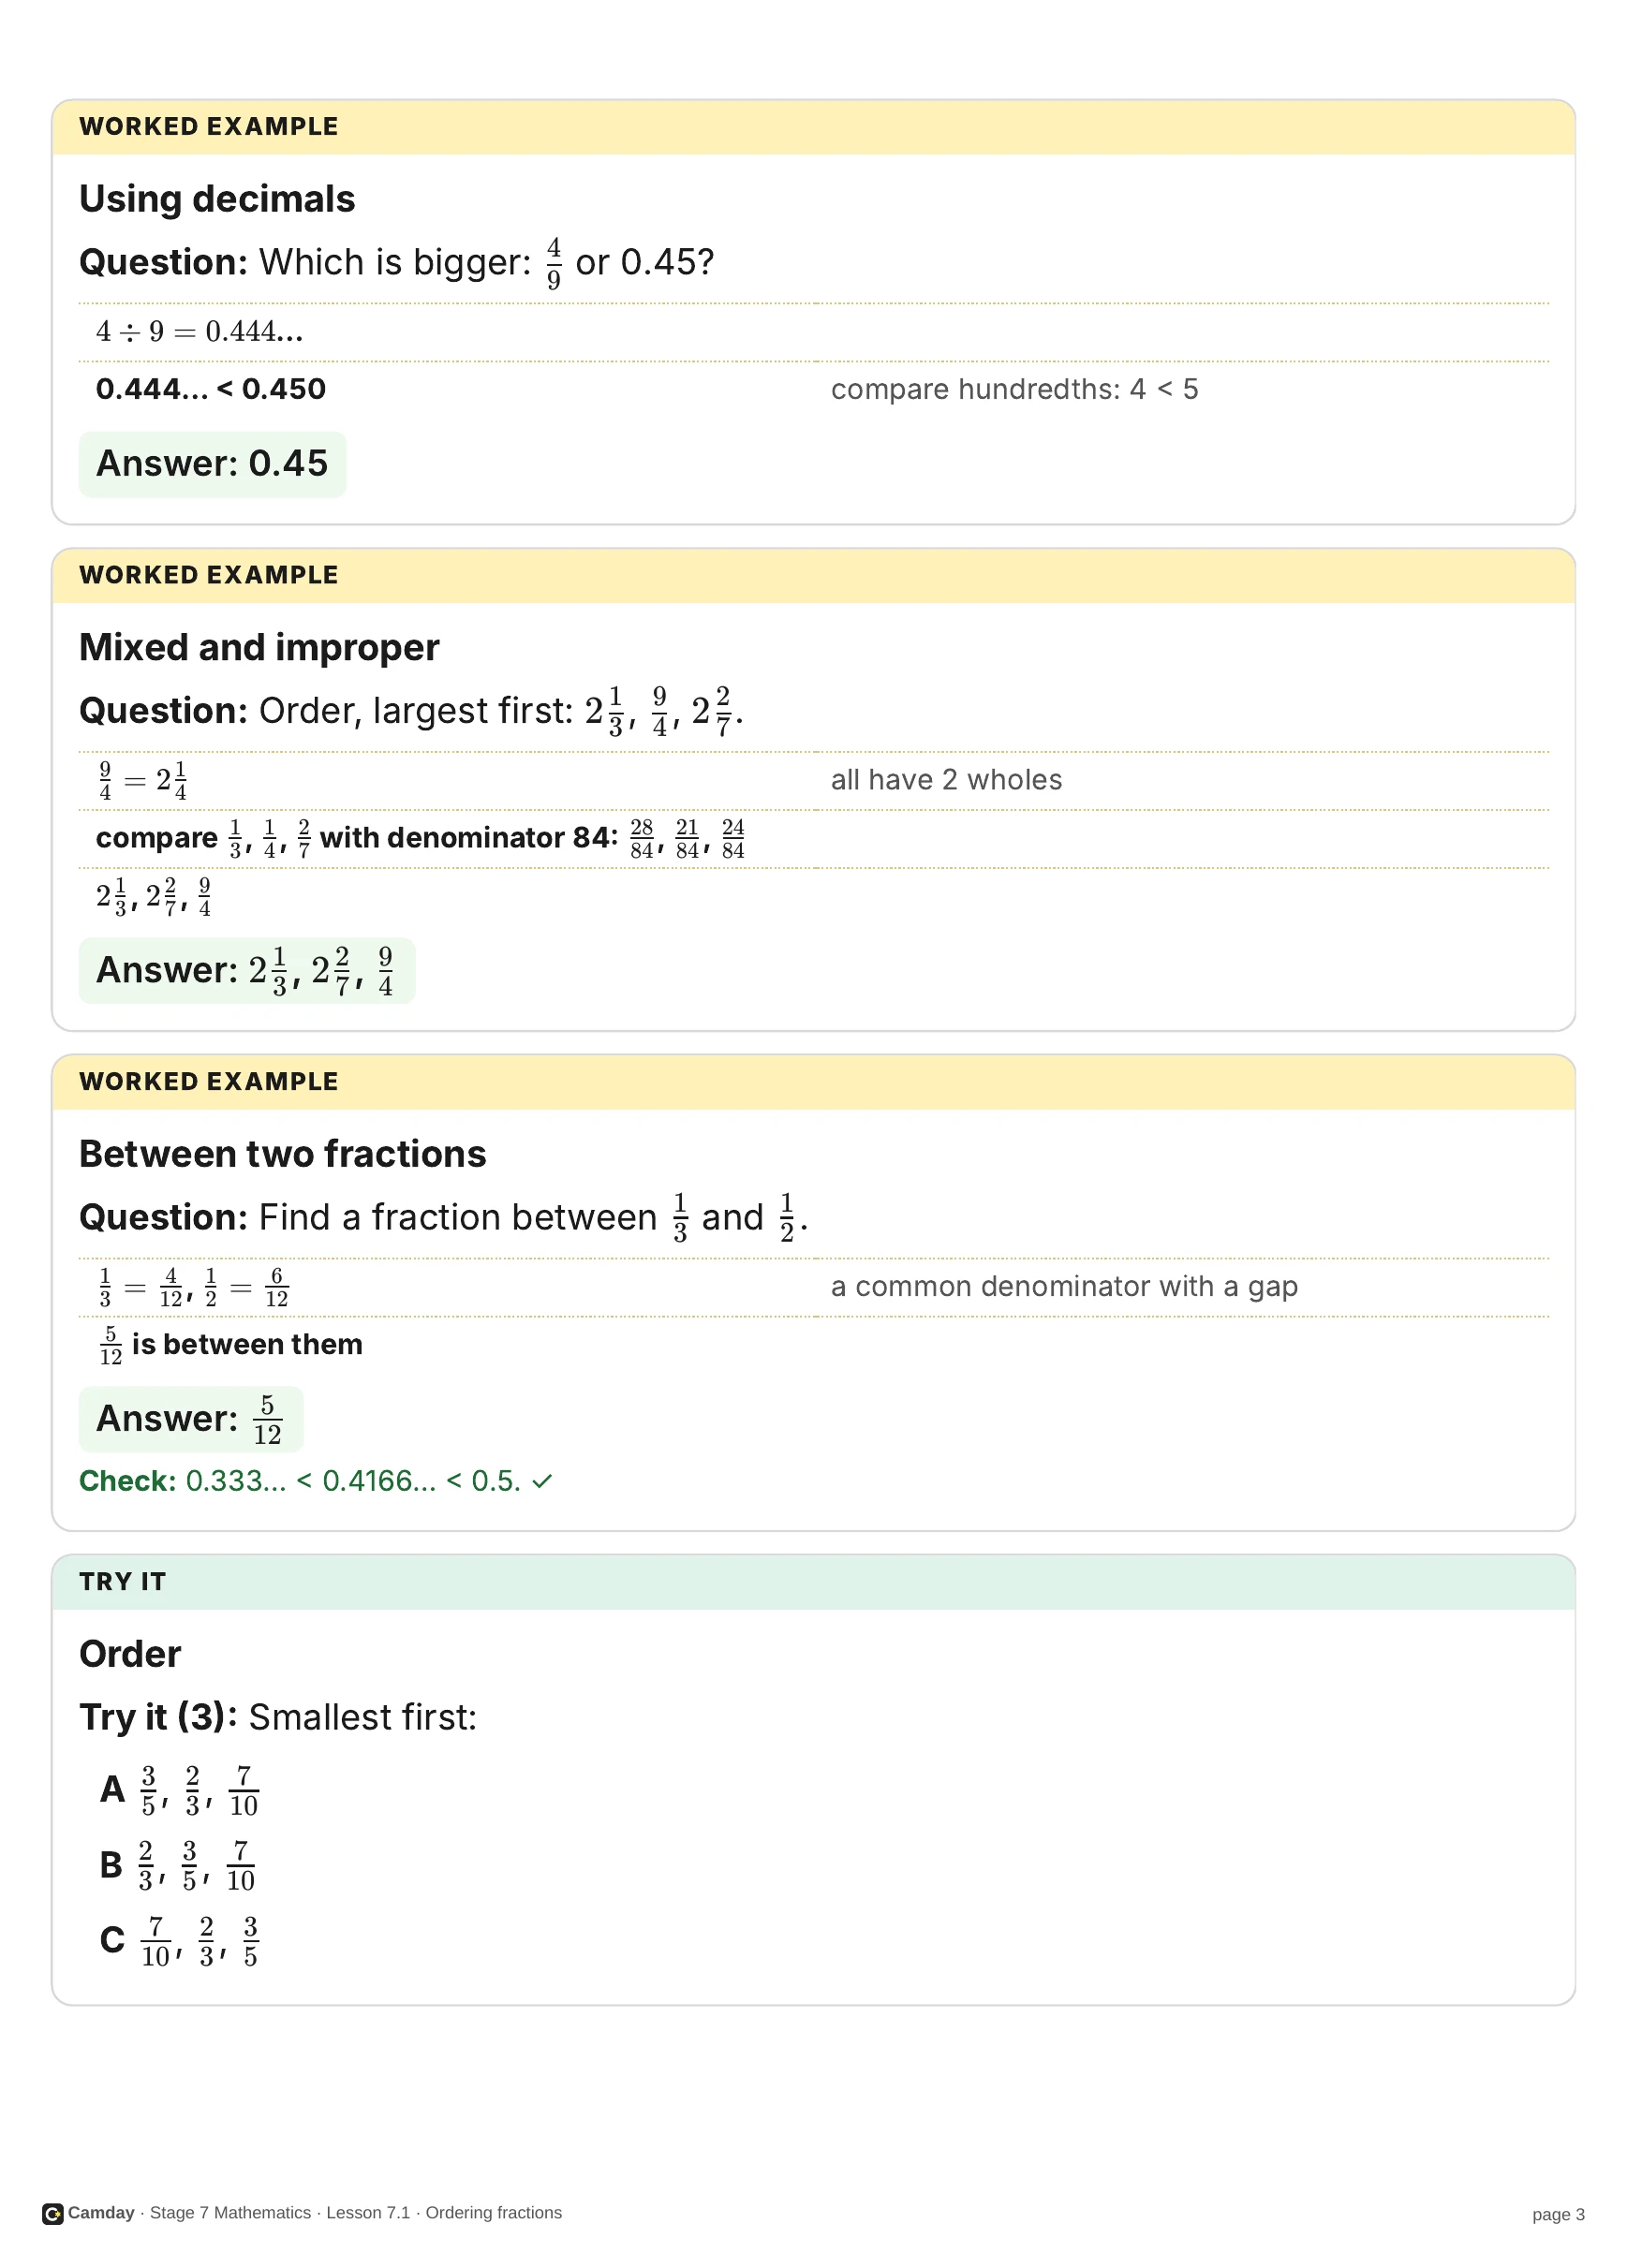 WORKED EXAMPLE
Using decimals
Question: Which is bigger: 4/9 or 0.45?
4 ÷ 9 = 0.444...
0.444... < 0.450 compare hundredths: 4 < 5
Answer: 0.45
WORKED EXAMPLE
Mixed and improper
Question: Order, largest first: 2 1/3, 9/4, 2 2/7.
9/4 = 2 1/4 all have 2 wholes
compare 1/3, 1/4, 2/7 with denominator 84: 28/84, 21/84, 24/84
2 1/3, 2 2/7, 9/4
Answer: 2 1/3, 2 2/7, 9/4
WORKED EXAMPLE
Between two fractions
Question: Find a fraction between 1/3 and 1/2.
1/3 = 4/12, 1/2 = 6/12 a common denominator with a gap
5/12 is between them
Answer: 5/12
Check: 0.333... < 0.4166... < 0.5. ✓
TRY IT
Order
Try it (3): Smallest first:
A 3/5, 2/3, 7/10
B 2/3, 3/5, 7/10
C 7/10, 2/3, 3/5
Camday · Stage 7 Mathematics · Lesson 7.1 · Ordering fractions page 3